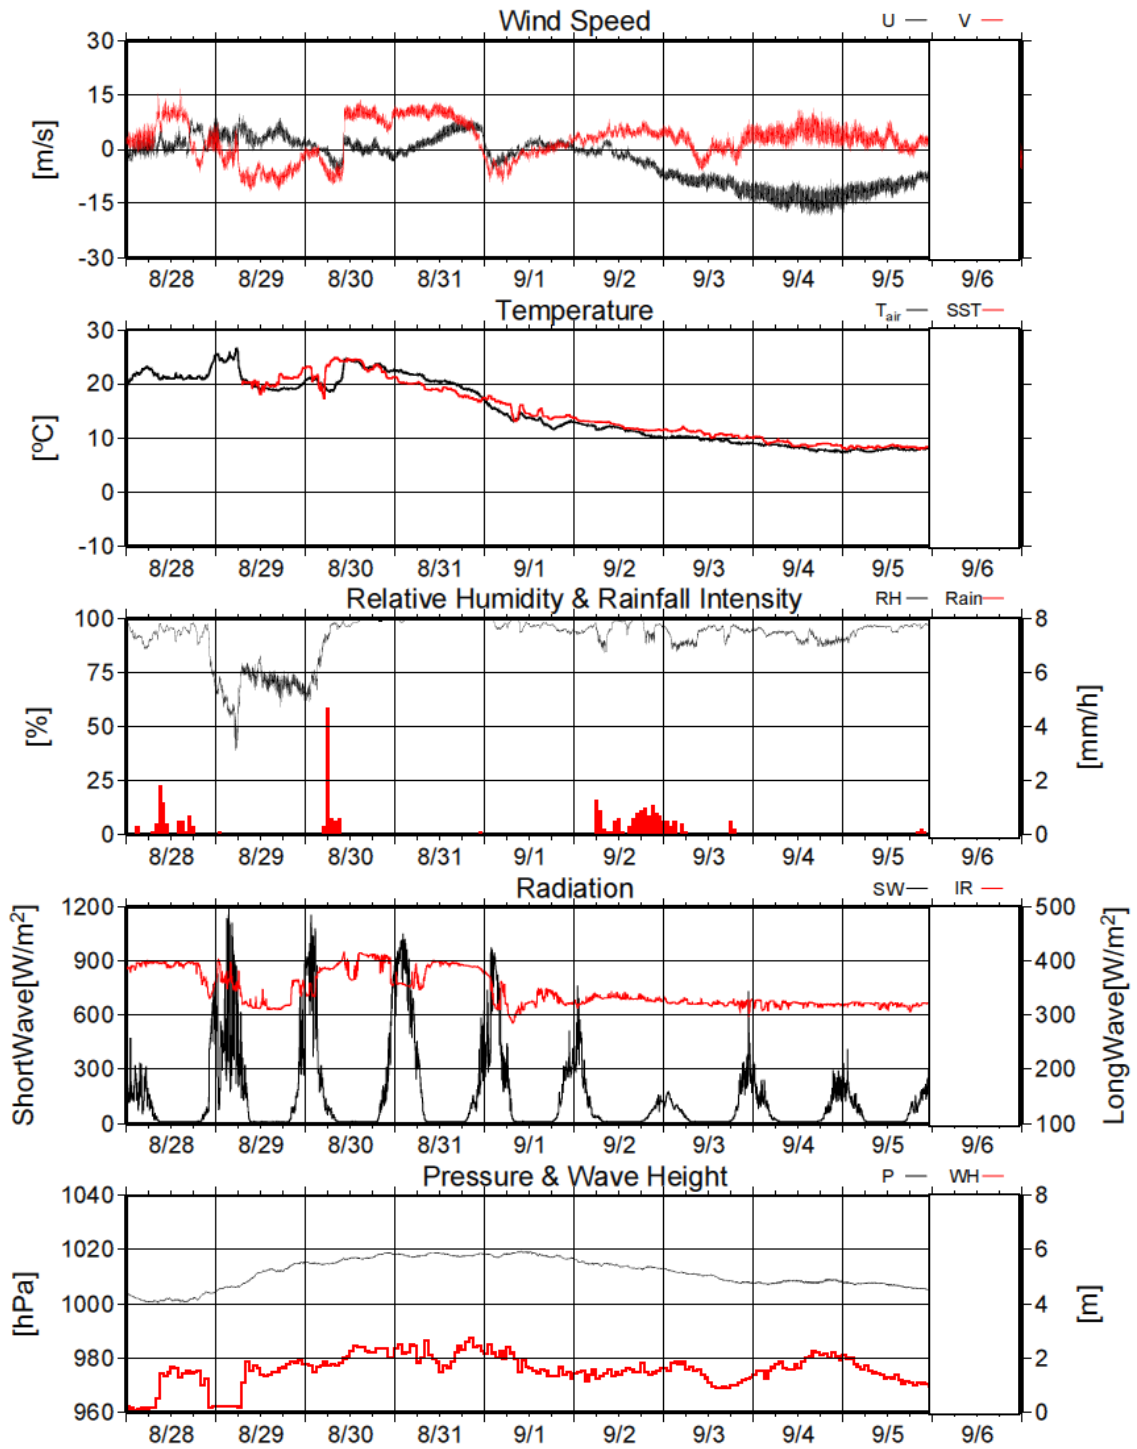 Wind Speed
U V
30
15
0
-15
-30
[m/s]
8/28 8/29 8/30 8/31 9/1 9/2 9/3 9/4 9/5 9/6
Temperature
Tair SST
30
20
10
0
-10
[ºC]
8/28 8/29 8/30 8/31 9/1 9/2 9/3 9/4 9/5 9/6
Relative Humidity & Rainfall Intensity
RH Rain
100 8
75 6
50 4
25 2
0 0
[%] [mm/h]
8/28 8/29 8/30 8/31 9/1 9/2 9/3 9/4 9/5 9/6
Radiation
SW IR
1200 500
900 400
600 300
300 200
0 100
ShortWave[W/m²] LongWave[W/m²]
8/28 8/29 8/30 8/31 9/1 9/2 9/3 9/4 9/5 9/6
Pressure & Wave Height
P WH
1040 8
1020 6
1000 4
980 2
960 0
[hPa] [m]
8/28 8/29 8/30 8/31 9/1 9/2 9/3 9/4 9/5 9/6